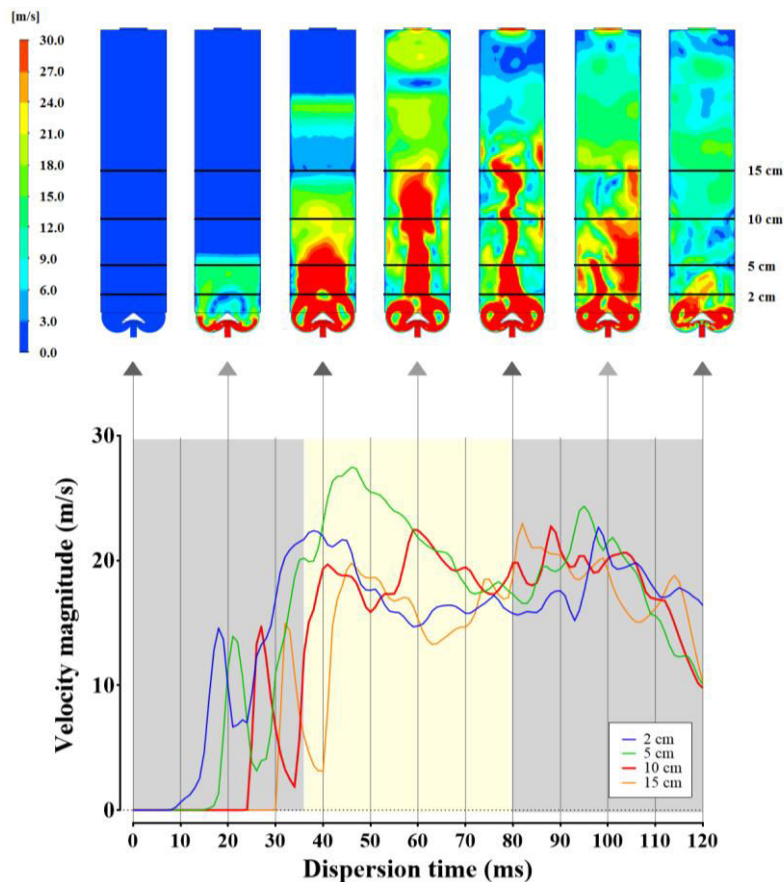 [m/s]
30.0
27.0
24.0
21.0
18.0
15.0
12.0
9.0
6.0
3.0
0.0
15 cm
10 cm
5 cm
2 cm
30
20
10
0
Velocity magnitude (m/s)
2 cm
5 cm
10 cm
15 cm
0 10 20 30 40 50 60 70 80 90 100 110 120
Dispersion time (ms)